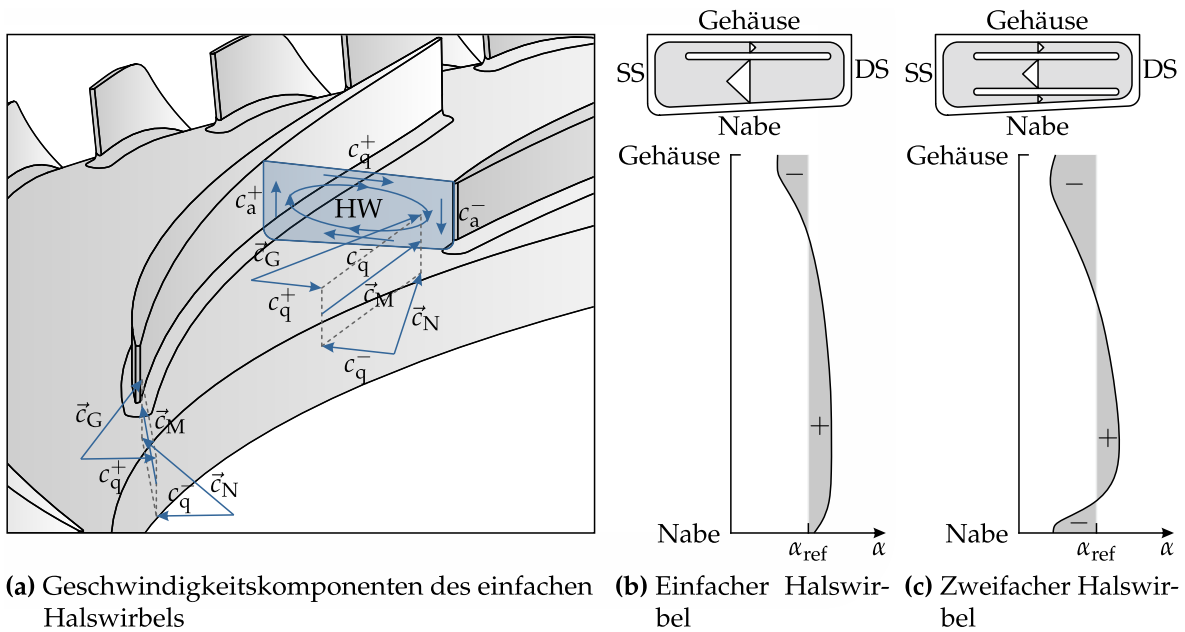 c_q^+
c_a^+
HW
c_a^-
c⃗_G
c_q^-
c_q^+
c⃗_M
c⃗_N
c_q^-
c⃗_G
c⃗_M
c_q^+
c_q^-
c⃗_N
(a) Geschwindigkeitskomponenten des einfachen
Halswirbels
Gehäuse
SS
DS
Nabe
Gehäuse
−
+
Nabe
α_ref
α
(b) Einfacher Halswir-
bel
Gehäuse
SS
DS
Nabe
Gehäuse
−
+
−
Nabe
α_ref
α
(c) Zweifacher Halswir-
bel